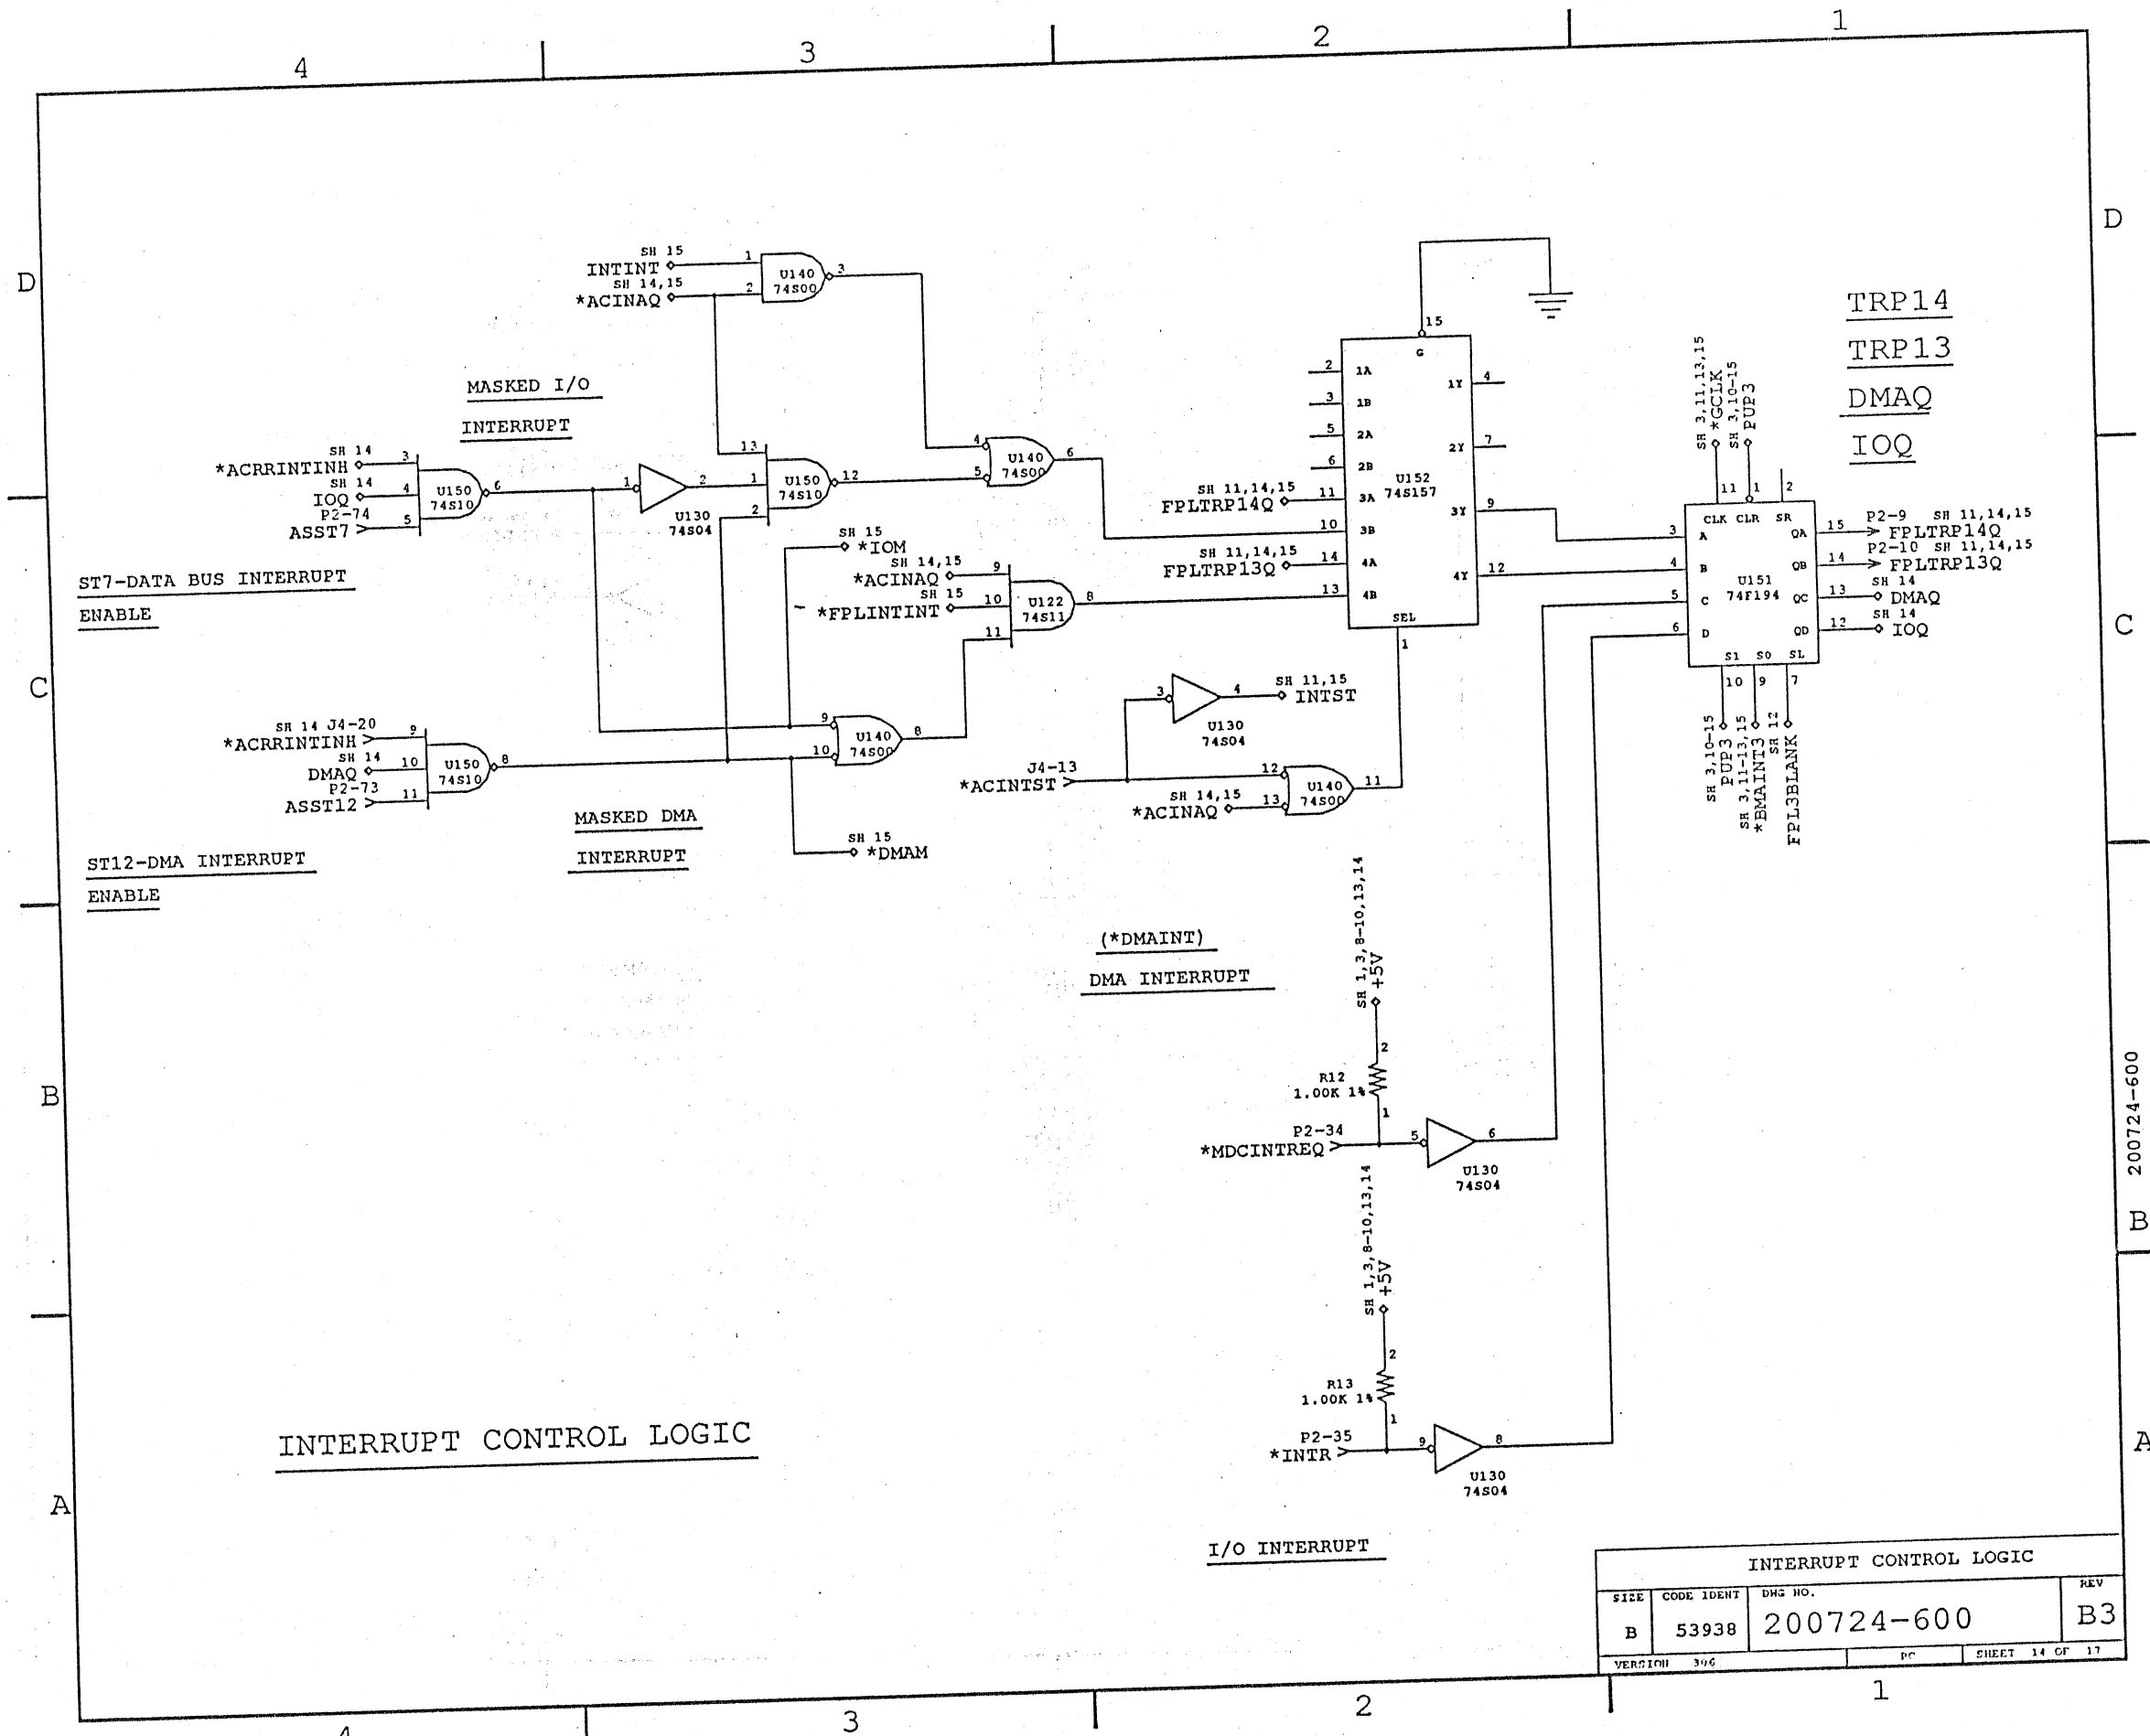 4
3
2
1
D
D
C
C
B
B
A
A
SH 15
INTINT
SH 14,15
*ACINAQ
1
2
U140
74S00
3
MASKED I/O
INTERRUPT
SH 14
*ACRRINTINH
SH 14
IOQ
P2-74
ASST7
3
4
5
U150
74S10
6
1
2
U130
74S04
13
1
2
U150
74S10
12
4
5
U140
74S00
6
ST7-DATA BUS INTERRUPT
ENABLE
SH 15
*IOM
SH 14,15
*ACINAQ
SH 15
*FPLINTINT
9
10
11
U122
74S11
8
SH 14 J4-20
*ACRRINTINH
SH 14
DMAQ
P2-73
ASST12
9
10
11
U150
74S10
8
9
10
U140
74S00
8
MASKED DMA
INTERRUPT
SH 15
*DMAM
ST12-DMA INTERRUPT
ENABLE
15
G
2
1A
3
1B
5
2A
6
2B
SH 11,14,15
FPLTRP14Q
11
3A
10
3B
SH 11,14,15
FPLTRP13Q
14
4A
13
4B
U152
74S157
1Y
4
2Y
7
3Y
9
4Y
12
SEL
1
3
4
U130
74S04
SH 11,15
INTST
J4-13
*ACINTST
SH 14,15
*ACINAQ
12
13
U140
74S00
11
TRP14
TRP13
DMAQ
IOQ
SH 3,11,13,15
*GCLK
SH 3,10-15
PUP3
11
1
2
CLK CLR SR
3
A
4
B
5
C
6
D
U151
74F194
QA
15
P2-9 SH 11,14,15
FPLTRP14Q
QB
14
P2-10 SH 11,14,15
FPLTRP13Q
QC
13
SH 14
DMAQ
QD
12
SH 14
IOQ
S1 S0 SL
10
9
7
SH 3,10-15
PUP3
SH 3,11-13,15
*BMAINT3
SH 12
FPL3BLANK
(*DMAINT)
DMA INTERRUPT
SH 1,3,8-10,13,14
+5V
2
R12
1.00K 1%
1
P2-34
*MDCINTREQ
5
6
U130
74S04
SH 1,3,8-10,13,14
+5V
2
R13
1.00K 1%
1
P2-35
*INTR
9
8
U130
74S04
I/O INTERRUPT
INTERRUPT CONTROL LOGIC
200724-600
INTERRUPT CONTROL LOGIC
SIZE
B
CODE IDENT
53938
DWG NO.
200724-600
REV
B3
VERSION
PC
SHEET 14 OF 17
4
3
2
1